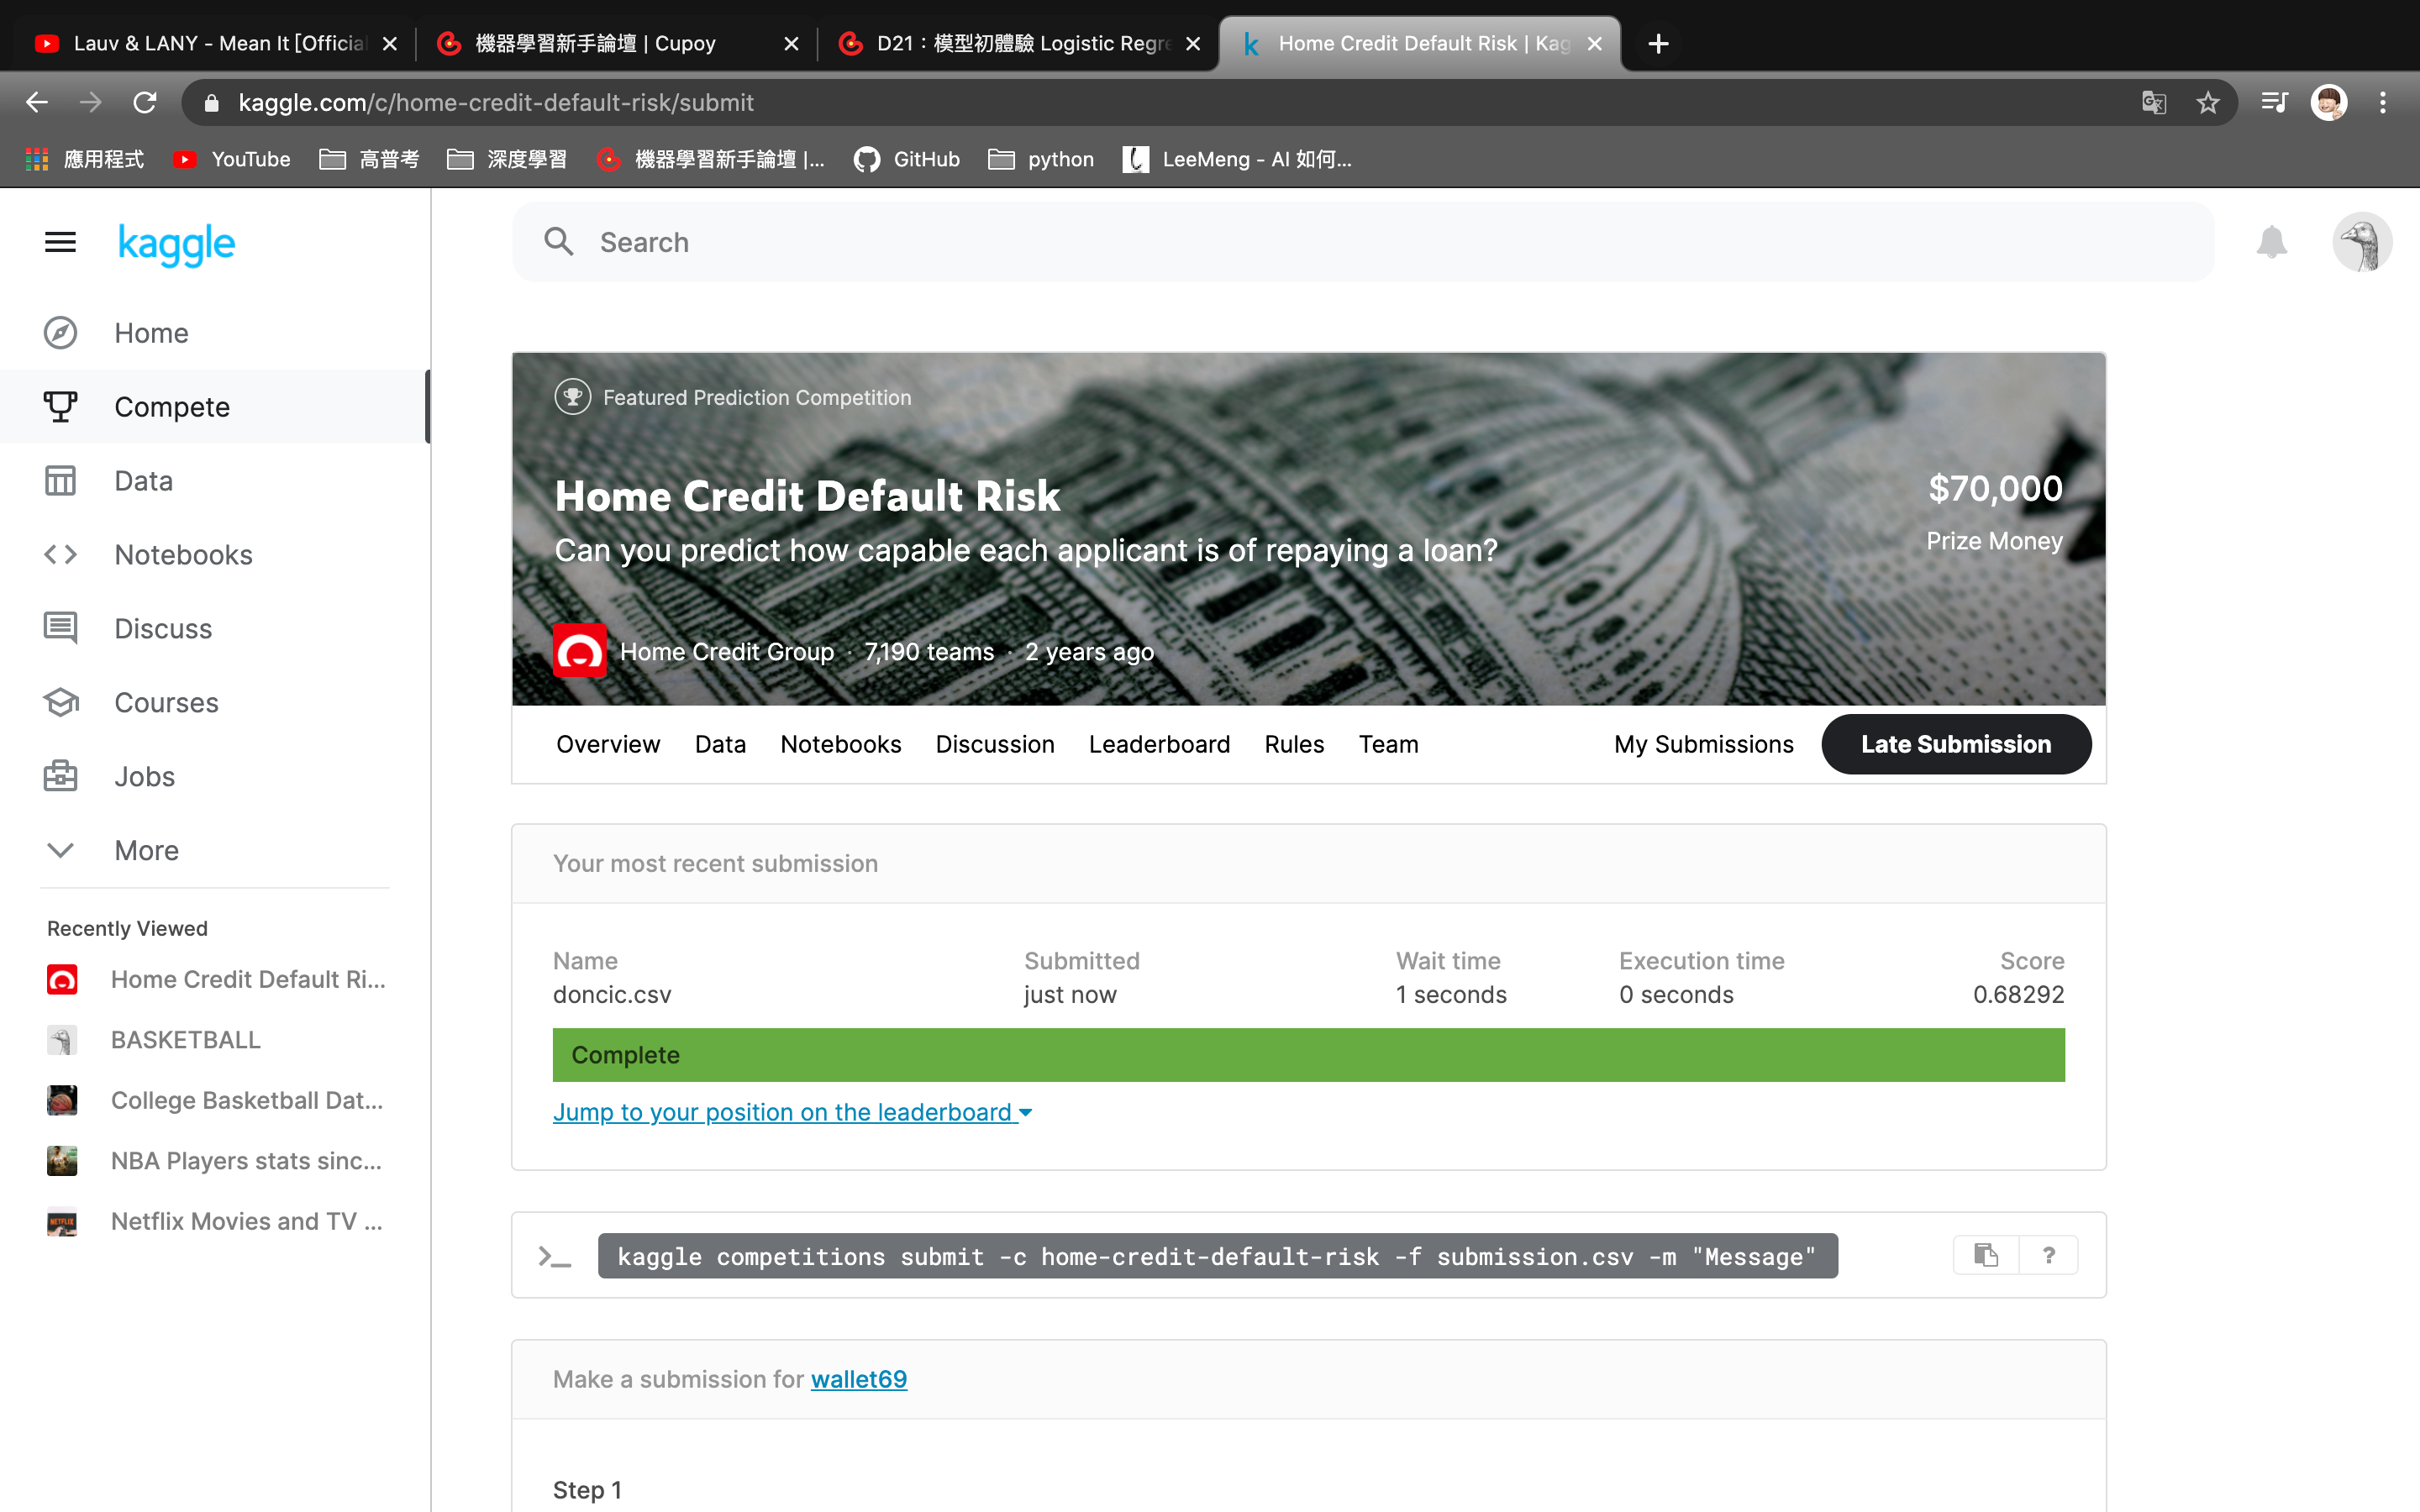 Lauv & LANY - Mean It [Official
機器學習新手論壇 | Cupoy
D21：模型初體驗 Logistic Regre
Home Credit Default Risk | Kag
kaggle.com/c/home-credit-default-risk/submit
應用程式
YouTube
高普考
深度學習
機器學習新手論壇 |...
GitHub
python
LeeMeng - AI 如何...
kaggle
Search
Home
Compete
Data
Notebooks
Discuss
Courses
Jobs
More
Recently Viewed
Home Credit Default Ri...
BASKETBALL
College Basketball Dat...
NBA Players stats sinc...
NETFLIX
Netflix Movies and TV ...
Featured Prediction Competition
Home Credit Default Risk
Can you predict how capable each applicant is of repaying a loan?
$70,000
Prize Money
Home Credit Group · 7,190 teams · 2 years ago
Overview Data Notebooks Discussion Leaderboard Rules Team My Submissions Late Submission
Your most recent submission
Name Submitted Wait time Execution time Score
doncic.csv just now 1 seconds 0 seconds 0.68292
Complete
Jump to your position on the leaderboard
>_ kaggle competitions submit -c home-credit-default-risk -f submission.csv -m "Message" ?
Make a submission for wallet69
Step 1